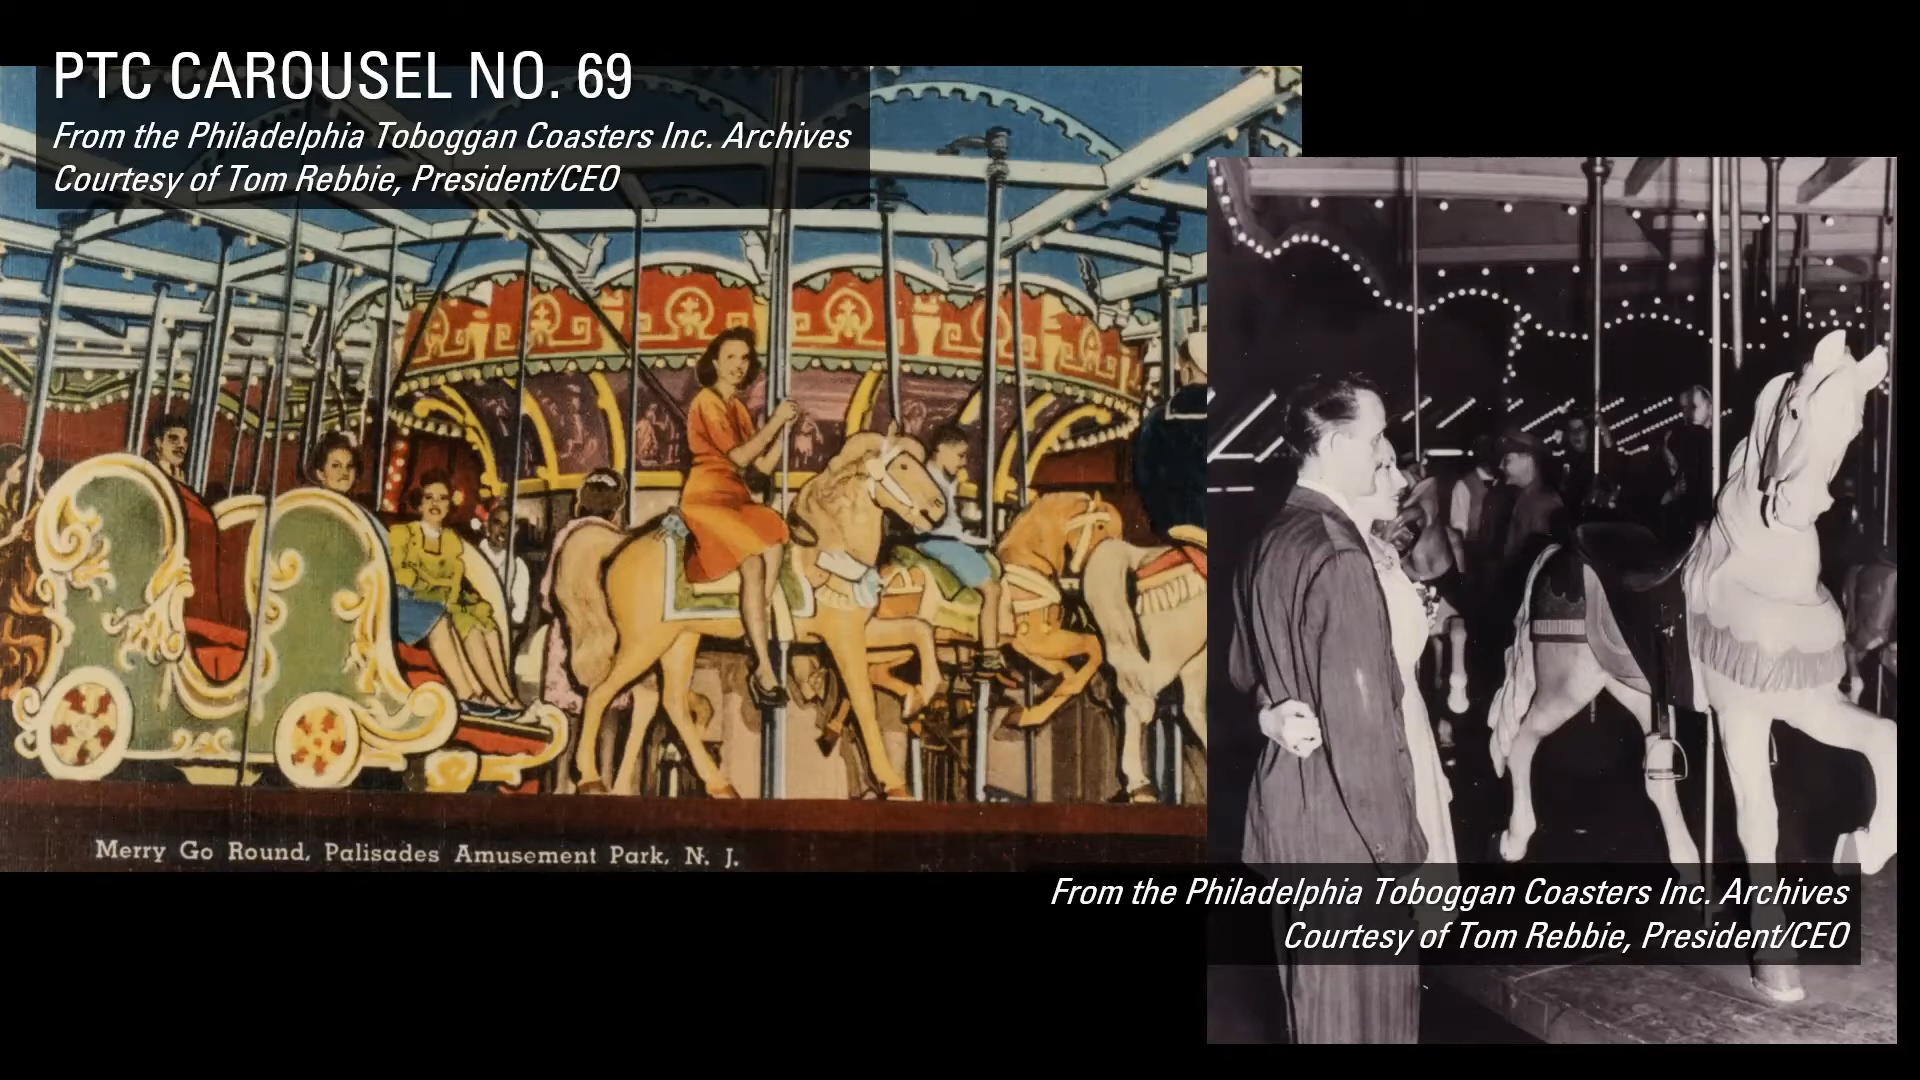 PTC CAROUSEL NO. 69
From the Philadelphia Toboggan Coasters Inc. Archives
Courtesy of Tom Rebbie, President/CEO
Merry Go Round, Palisades Amusement Park, N. J.
From the Philadelphia Toboggan Coasters Inc. Archives
Courtesy of Tom Rebbie, President/CEO